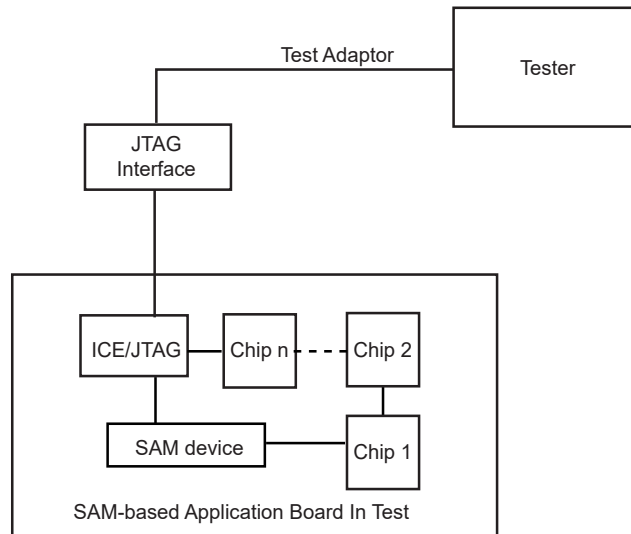 Test Adaptor
Tester
JTAG
Interface
ICE/JTAG
Chip n
Chip 2
SAM device
Chip 1
SAM-based Application Board In Test